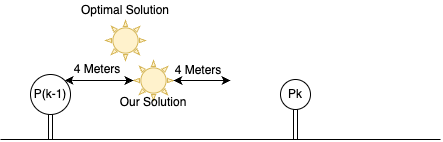 Optimal Solution
4 Meters
4 Meters
P(k-1)
Our Solution
Pk